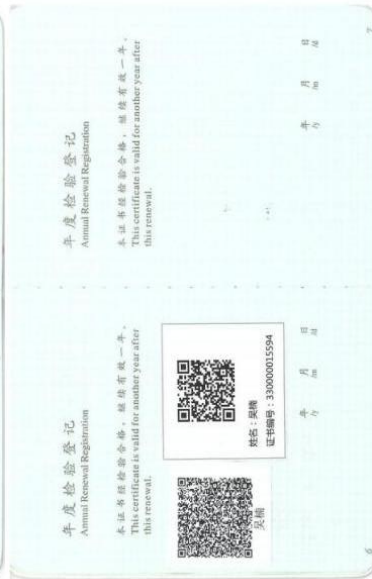 年度检验登记
Annual Renewal Registration
本证书经检验合格，继续有效一年。
This certificate is valid for another year after
this renewal.
吴楠
姓名：吴楠
证书编号：330000015594
年 月 日
/y /m /d
6
年度检验登记
Annual Renewal Registration
本证书经检验合格，继续有效一年。
This certificate is valid for another year after
this renewal.
年 月 日
/y /m /d
7